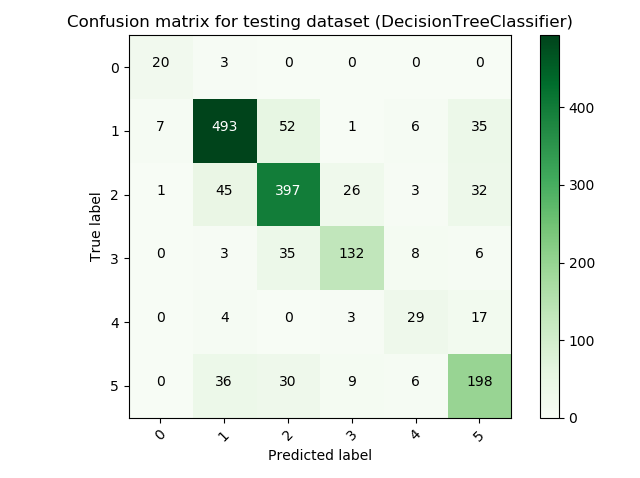 Confusion matrix for testing dataset (DecisionTreeClassifier)
True label
0 20 3 0 0 0 0
1 7 493 52 1 6 35
2 1 45 397 26 3 32
3 0 3 35 132 8 6
4 0 4 0 3 29 17
5 0 36 30 9 6 198
0 1 2 3 4 5
Predicted label
400
300
200
100
0